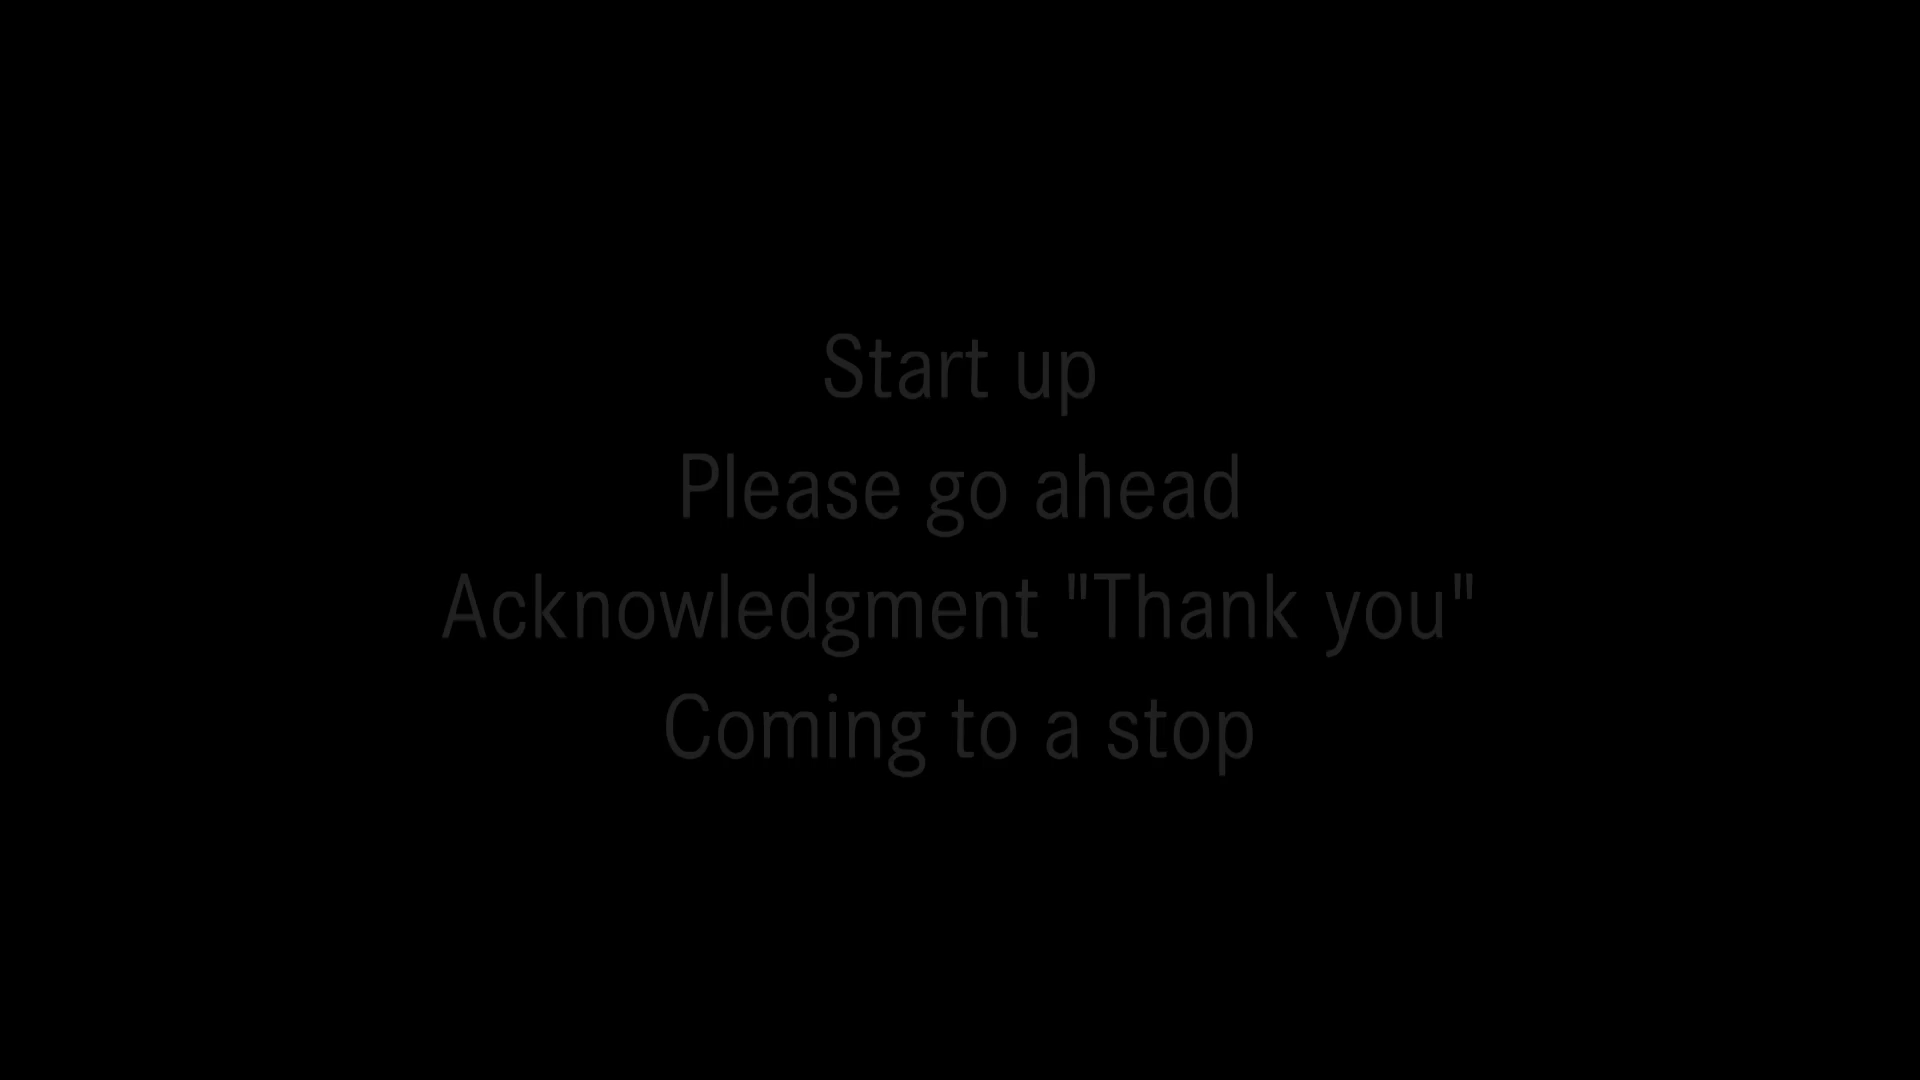 Start up
Please go ahead
Acknowledgment "Thank you"
Coming to a stop